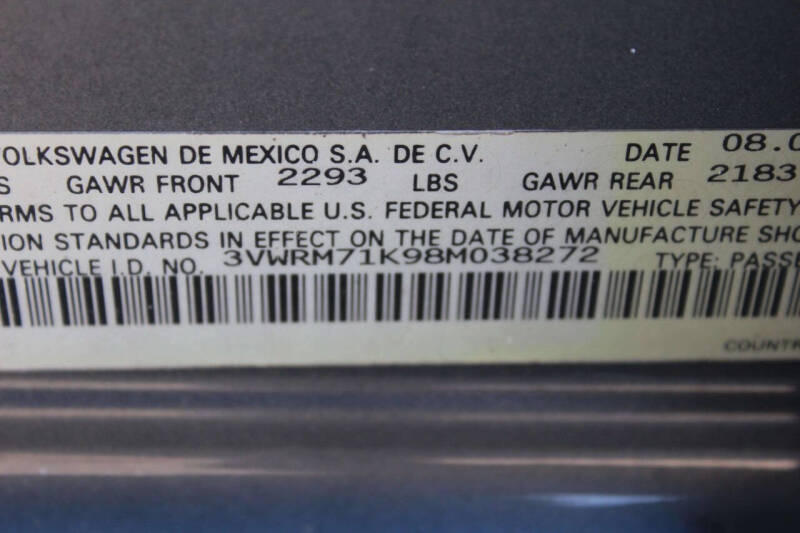 VOLKSWAGEN DE MEXICO S.A. DE C.V. DATE 08.0
S GAWR FRONT 2293 LBS GAWR REAR 2183
RMS TO ALL APPLICABLE U.S. FEDERAL MOTOR VEHICLE SAFETY
ION STANDARDS IN EFFECT ON THE DATE OF MANUFACTURE SHO
VEHICLE I.D. NO. 3VWRM71K98M038272 TYPE: PASSE
COUNTR